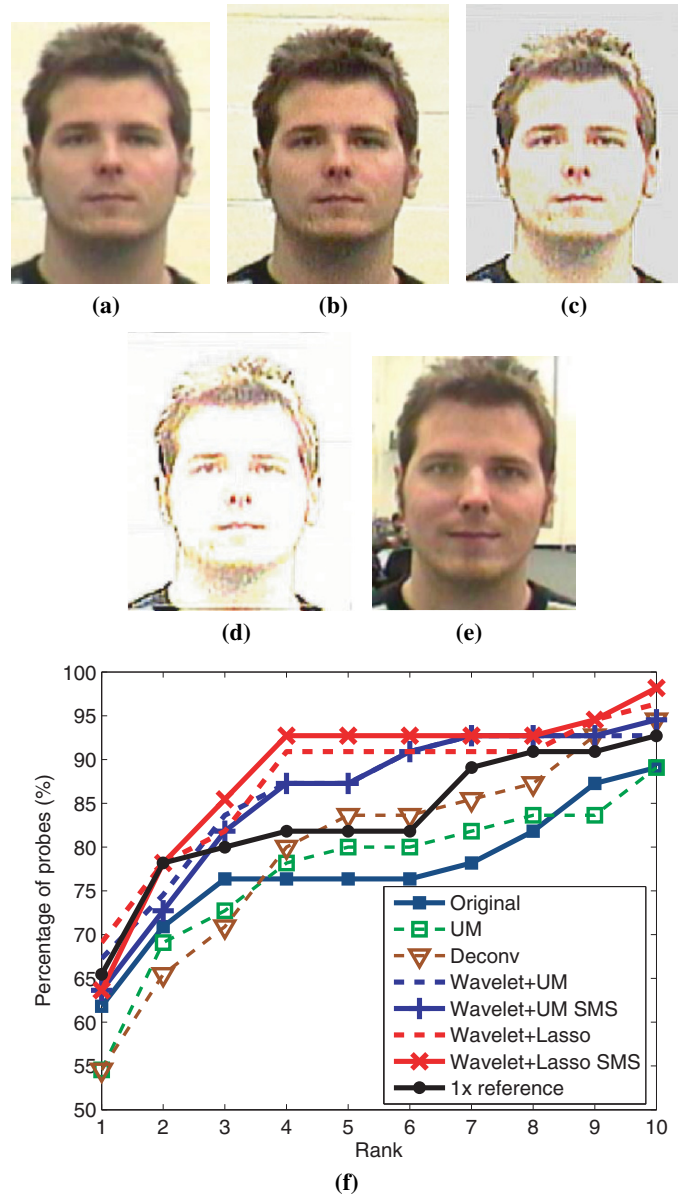 (a)
(b)
(c)
(d)
(e)
100
95
90
85
80
75
70
65
60
55
50
Percentage of probes (%)
Original
UM
Deconv
Wavelet+UM
Wavelet+UM SMS
Wavelet+Lasso
Wavelet+Lasso SMS
1x reference
1 2 3 4 5 6 7 8 9 10
Rank
(f)